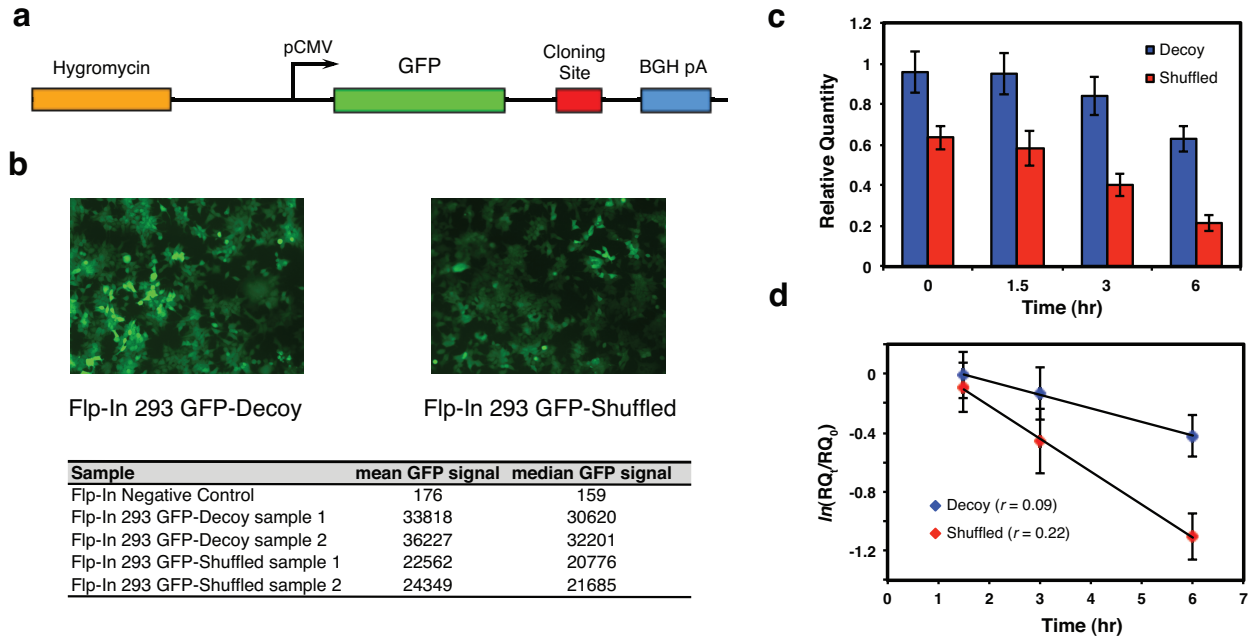 a
Hygromycin
pCMV
GFP
Cloning
Site
BGH pA
b
Flp-In 293 GFP-Decoy
Flp-In 293 GFP-Shuffled
Sample mean GFP signal median GFP signal
Flp-In Negative Control 176 159
Flp-In 293 GFP-Decoy sample 1 33818 30620
Flp-In 293 GFP-Decoy sample 2 36227 32201
Flp-In 293 GFP-Shuffled sample 1 22562 20776
Flp-In 293 GFP-Shuffled sample 2 24349 21685
c
Relative Quantity
1.2
1
0.8
0.6
0.4
0.2
0
Decoy
Shuffled
0 1.5 3 6
Time (hr)
d
ln(RQt/RQ0)
0
-0.4
-0.8
-1.2
Decoy (r = 0.09)
Shuffled (r = 0.22)
0 1 2 3 4 5 6 7
Time (hr)